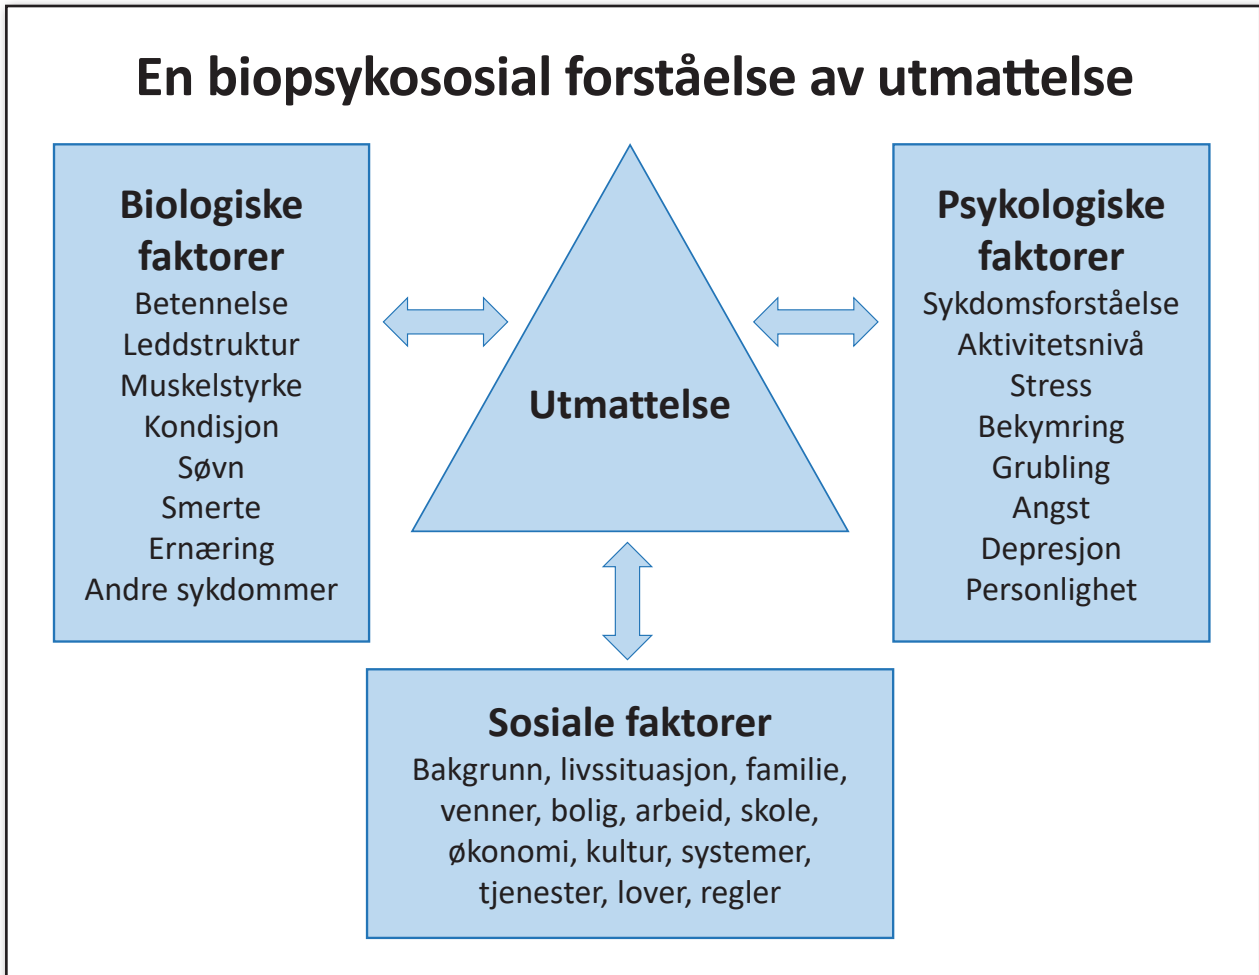 En biopsykososial forståelse av utmattelse
Biologiske
faktorer
Betennelse
Leddstruktur
Muskelstyrke
Kondisjon
Søvn
Smerte
Ernæring
Andre sykdommer
Utmattelse
Psykologiske
faktorer
Sykdomsforståelse
Aktivitetsnivå
Stress
Bekymring
Grubling
Angst
Depresjon
Personlighet
Sosiale faktorer
Bakgrunn, livssituasjon, familie,
venner, bolig, arbeid, skole,
økonomi, kultur, systemer,
tjenester, lover, regler